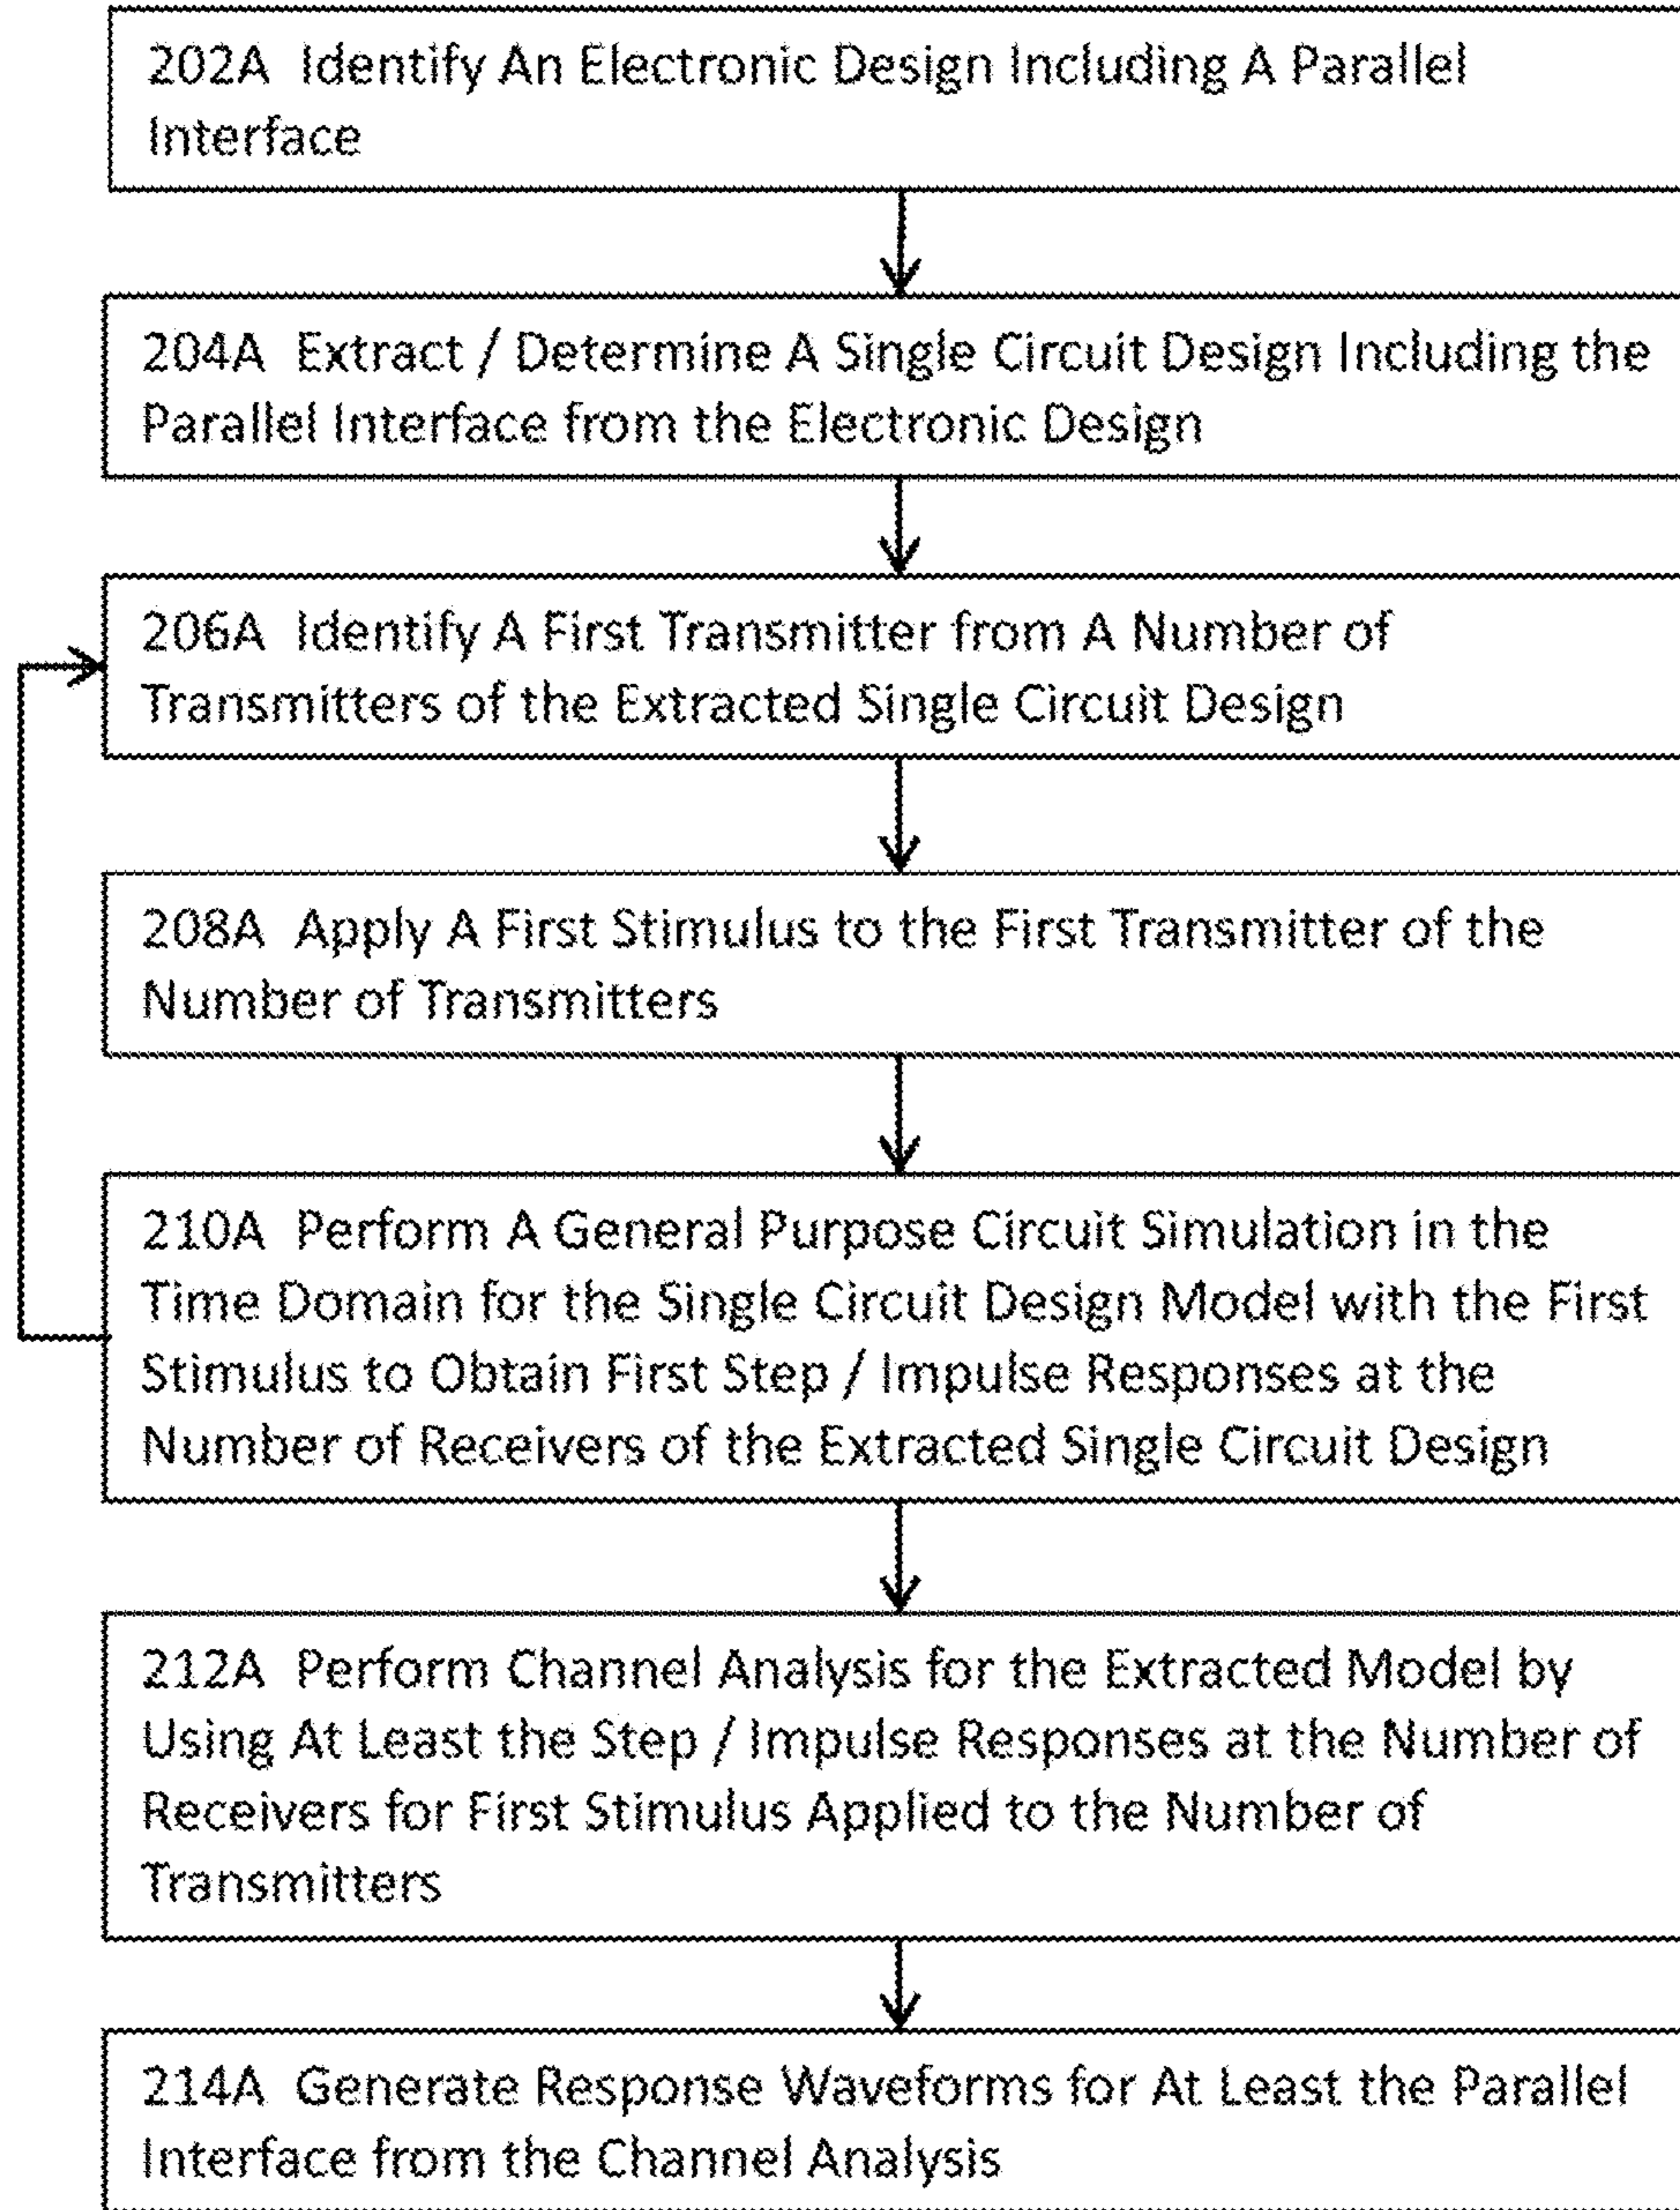 202A Identify An Electronic Design Including A Parallel
Interface
204A Extract / Determine A Single Circuit Design Including the
Parallel Interface from the Electronic Design
206A Identify A First Transmitter from A Number of
Transmitters of the Extracted Single Circuit Design
208A Apply A First Stimulus to the First Transmitter of the
Number of Transmitters
210A Perform A General Purpose Circuit Simulation in the
Time Domain for the Single Circuit Design Model with the First
Stimulus to Obtain First Step / Impulse Responses at the
Number of Receivers of the Extracted Single Circuit Design
212A Perform Channel Analysis for the Extracted Model by
Using At Least the Step / Impulse Responses at the Number of
Receivers for First Stimulus Applied to the Number of
Transmitters
214A Generate Response Waveforms for At Least the Parallel
Interface from the Channel Analysis